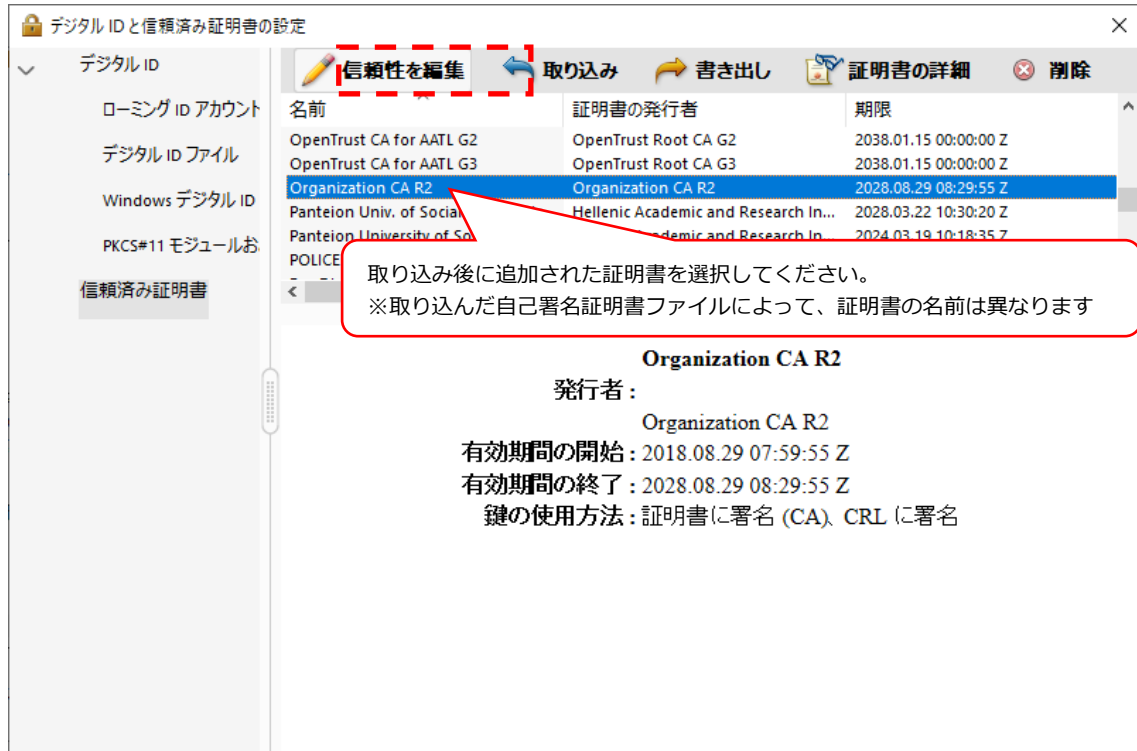 デジタル ID と信頼済み証明書の設定
デジタル ID
ローミング ID アカウント
デジタル ID ファイル
Windows デジタル ID
PKCS#11 モジュールお
信頼済み証明書
信頼性を編集 取り込み 書き出し 証明書の詳細 削除
名前 証明書の発行者 期限
OpenTrust CA for AATL G2 OpenTrust Root CA G2 2038.01.15 00:00:00 Z
OpenTrust CA for AATL G3 OpenTrust Root CA G3 2038.01.15 00:00:00 Z
Organization CA R2 Organization CA R2 2028.08.29 08:29:55 Z
Panteion Univ. of Social Hellenic Academic and Research In... 2028.03.22 10:30:20 Z
Panteion University of So demic and Research In... 2024.03.19 10:18:35 Z
POLICE
取り込み後に追加された証明書を選択してください。
※取り込んだ自己署名証明書ファイルによって、証明書の名前は異なります
Organization CA R2
発行者 :
Organization CA R2
有効期間の開始 : 2018.08.29 07:59:55 Z
有効期間の終了 : 2028.08.29 08:29:55 Z
鍵の使用方法 : 証明書に署名 (CA)、CRL に署名